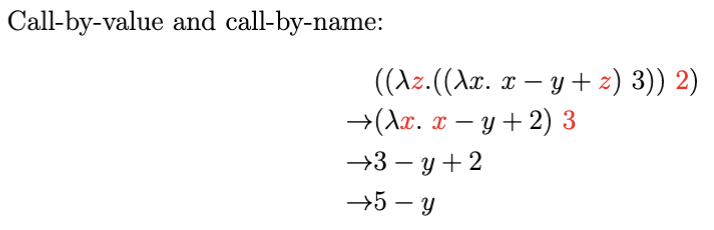 Call-by-value and call-by-name:
((λz.((λx. x − y + z) 3)) 2)
→(λx. x − y + 2) 3
→3 − y + 2
→5 − y